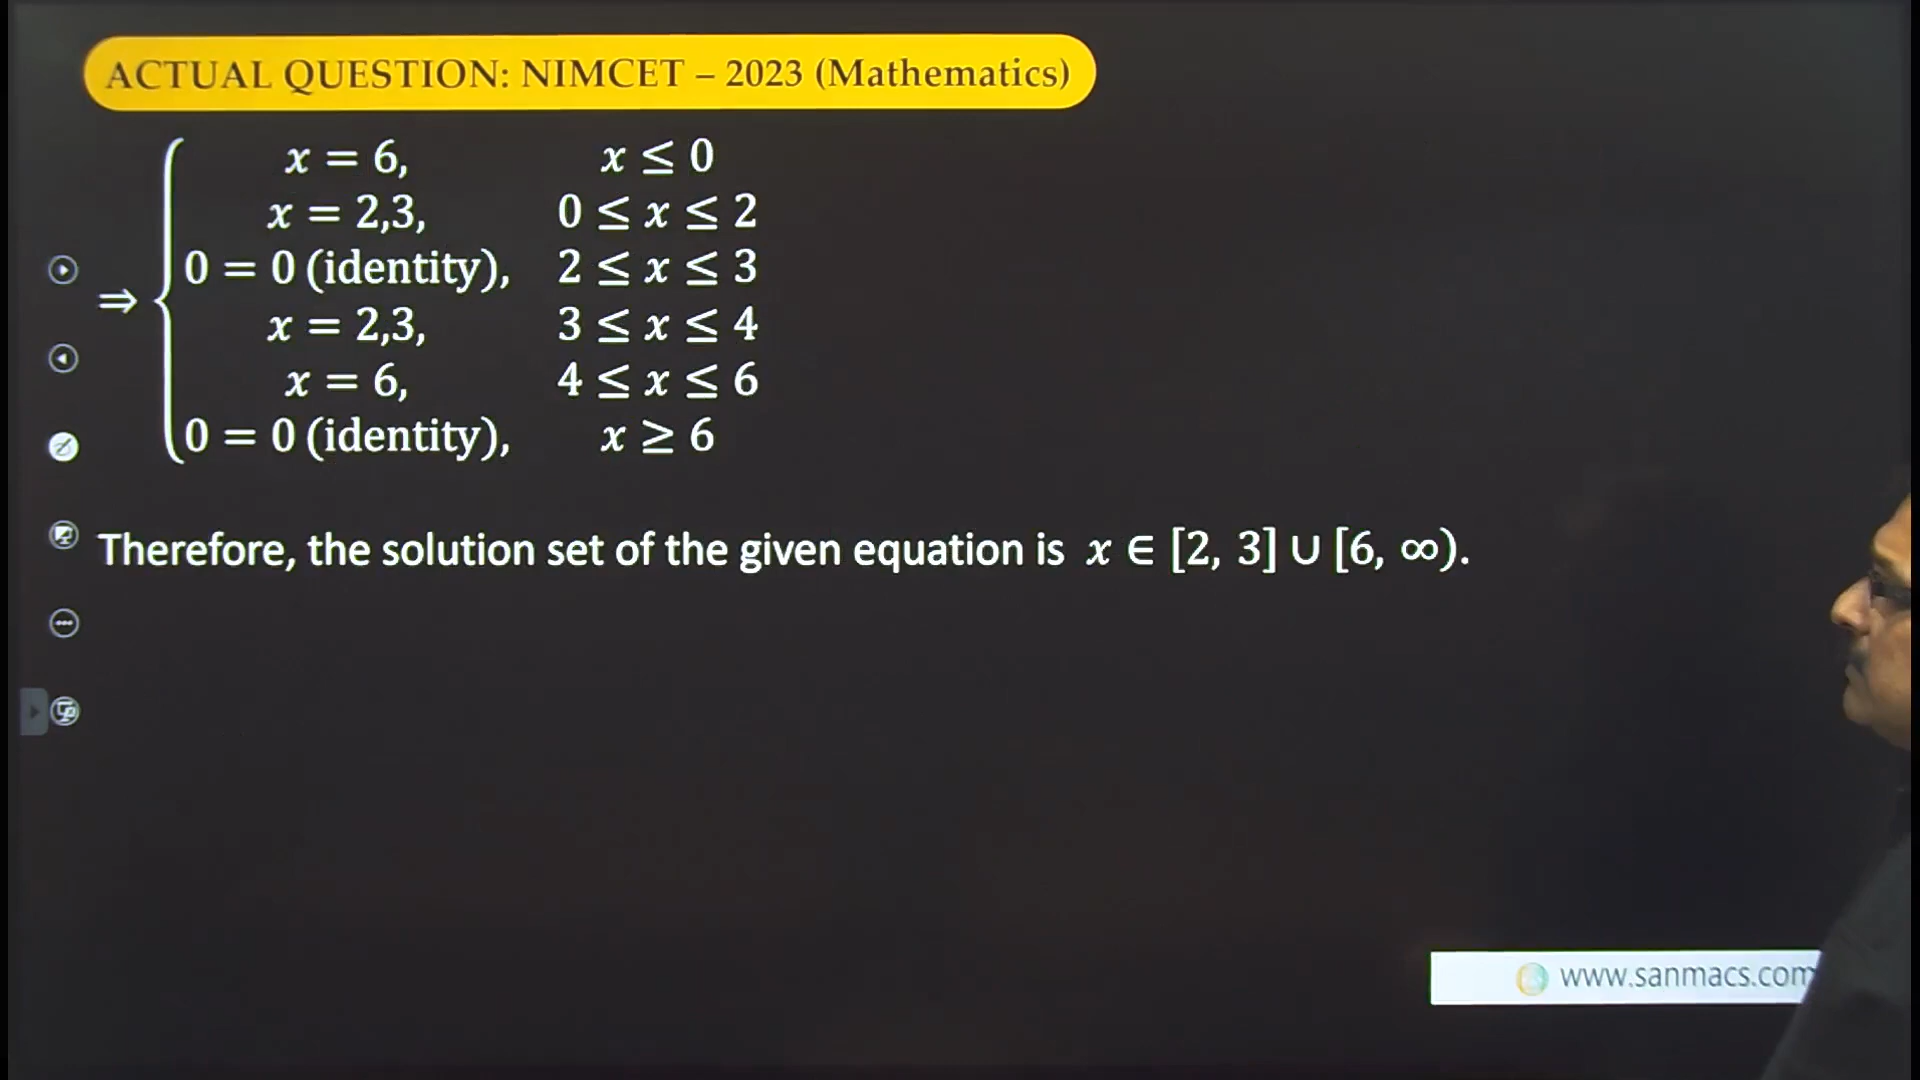 ACTUAL QUESTION: NIMCET – 2023 (Mathematics)
x = 6, x ≤ 0
x = 2,3, 0 ≤ x ≤ 2
0 = 0 (identity), 2 ≤ x ≤ 3
⇒
x = 2,3, 3 ≤ x ≤ 4
x = 6, 4 ≤ x ≤ 6
0 = 0 (identity), x ≥ 6
Therefore, the solution set of the given equation is x ∈ [2, 3] ∪ [6, ∞).
www.sanmacs.com